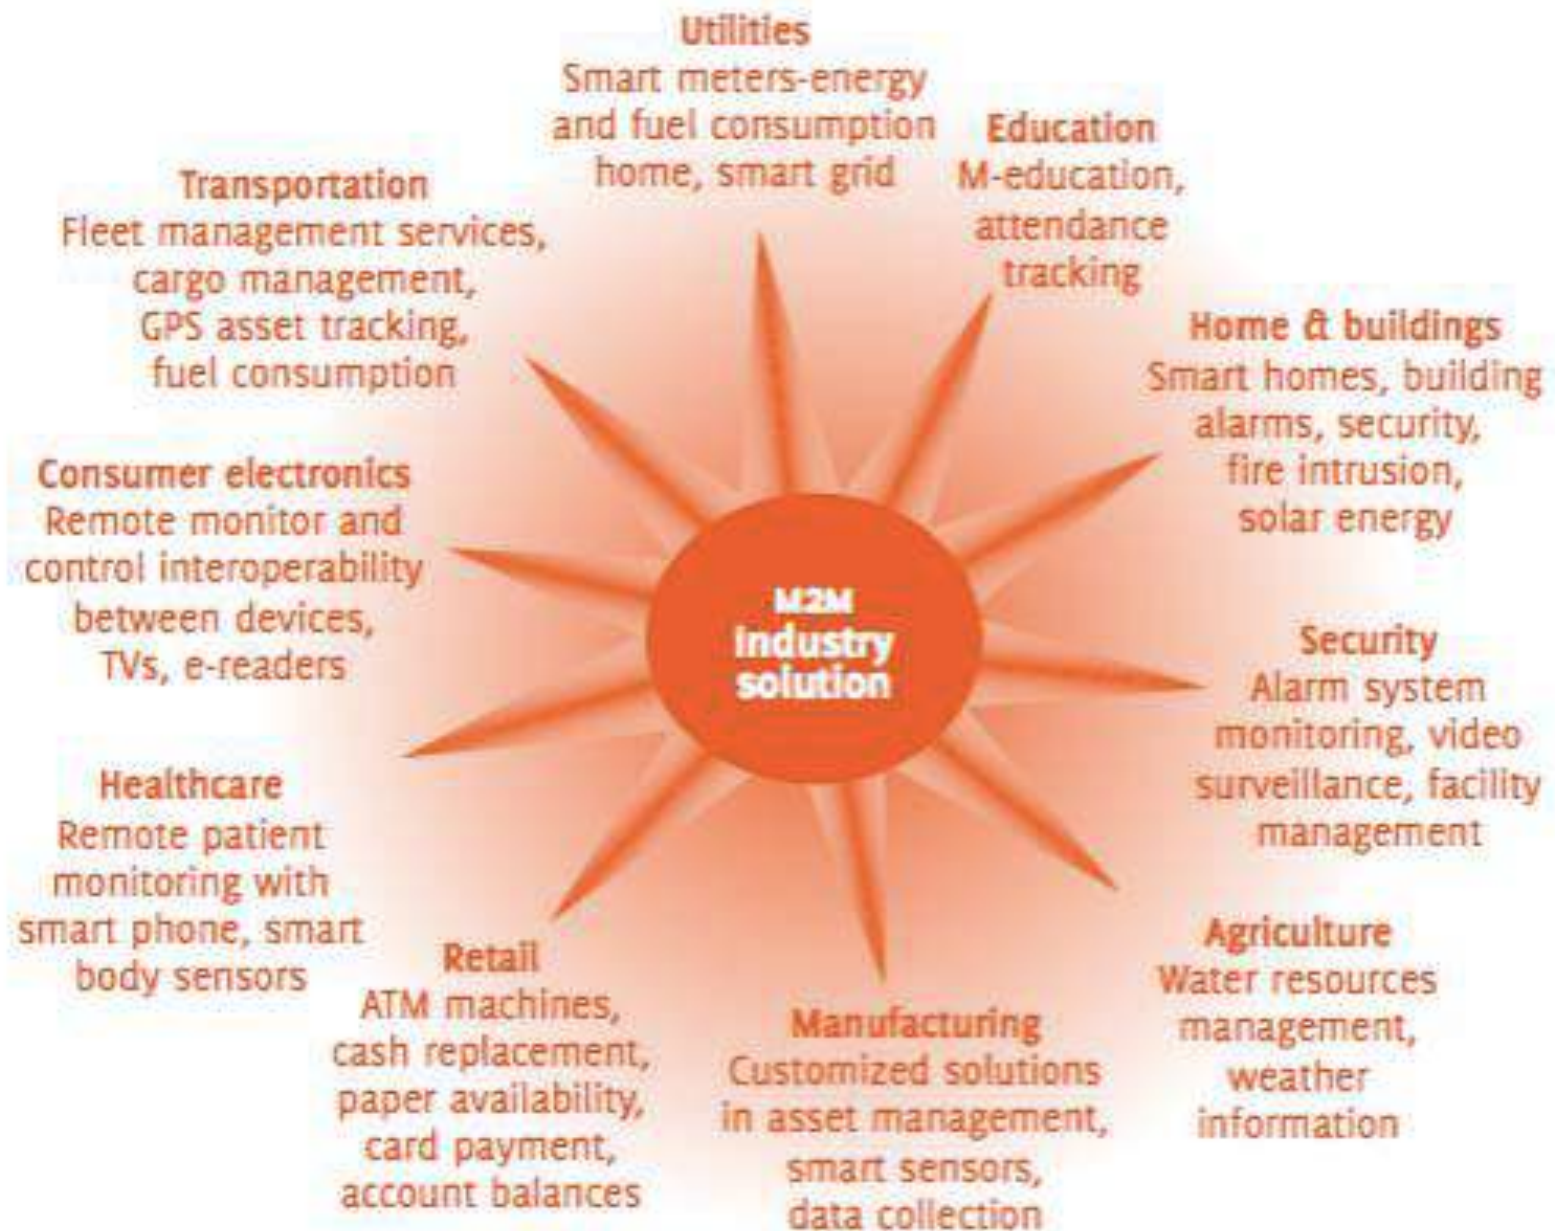 Utilities
Smart meters-energy
and fuel consumption
home, smart grid
Education
M-education,
attendance
tracking
Home & buildings
Smart homes, building
alarms, security,
fire intrusion,
solar energy
Security
Alarm system
monitoring, video
surveillance, facility
management
Agriculture
Water resources
management,
weather
information
Manufacturing
Customized solutions
in asset management,
smart sensors,
data collection
Retail
ATM machines,
cash replacement,
paper availability,
card payment,
account balances
Healthcare
Remote patient
monitoring with
smart phone, smart
body sensors
Consumer electronics
Remote monitor and
control interoperability
between devices,
TVs, e-readers
Transportation
Fleet management services,
cargo management,
GPS asset tracking,
fuel consumption
M2M
industry
solution